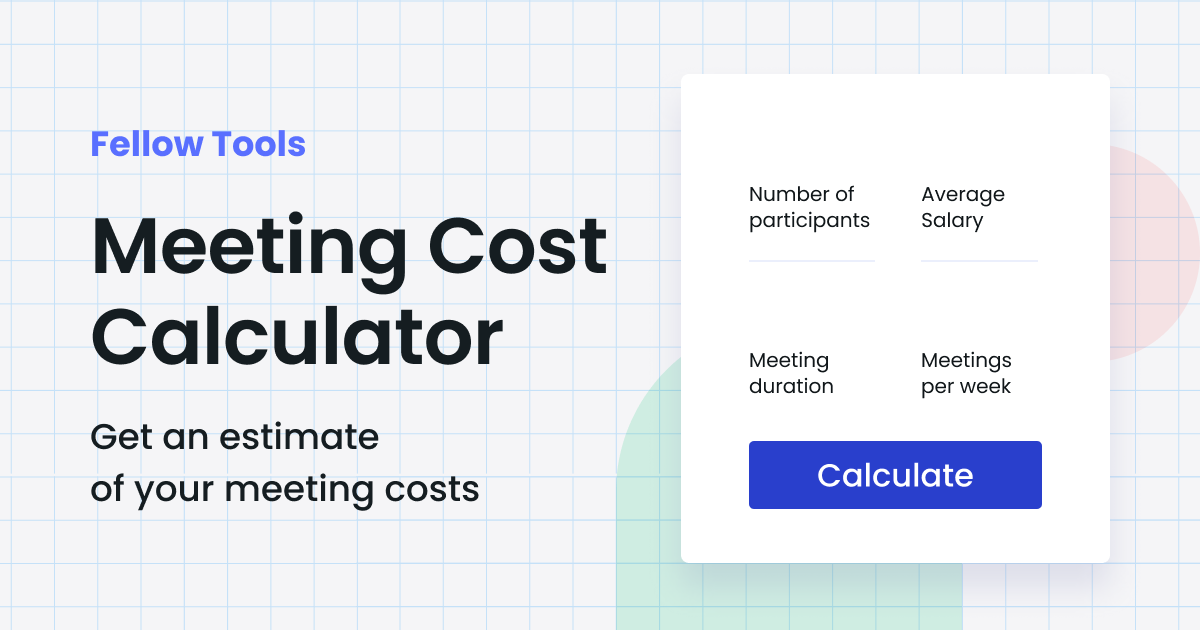 Fellow Tools
Meeting Cost
Calculator
Get an estimate
of your meeting costs
Number of
participants
Average
Salary
Meeting
duration
Meetings
per week
Calculate